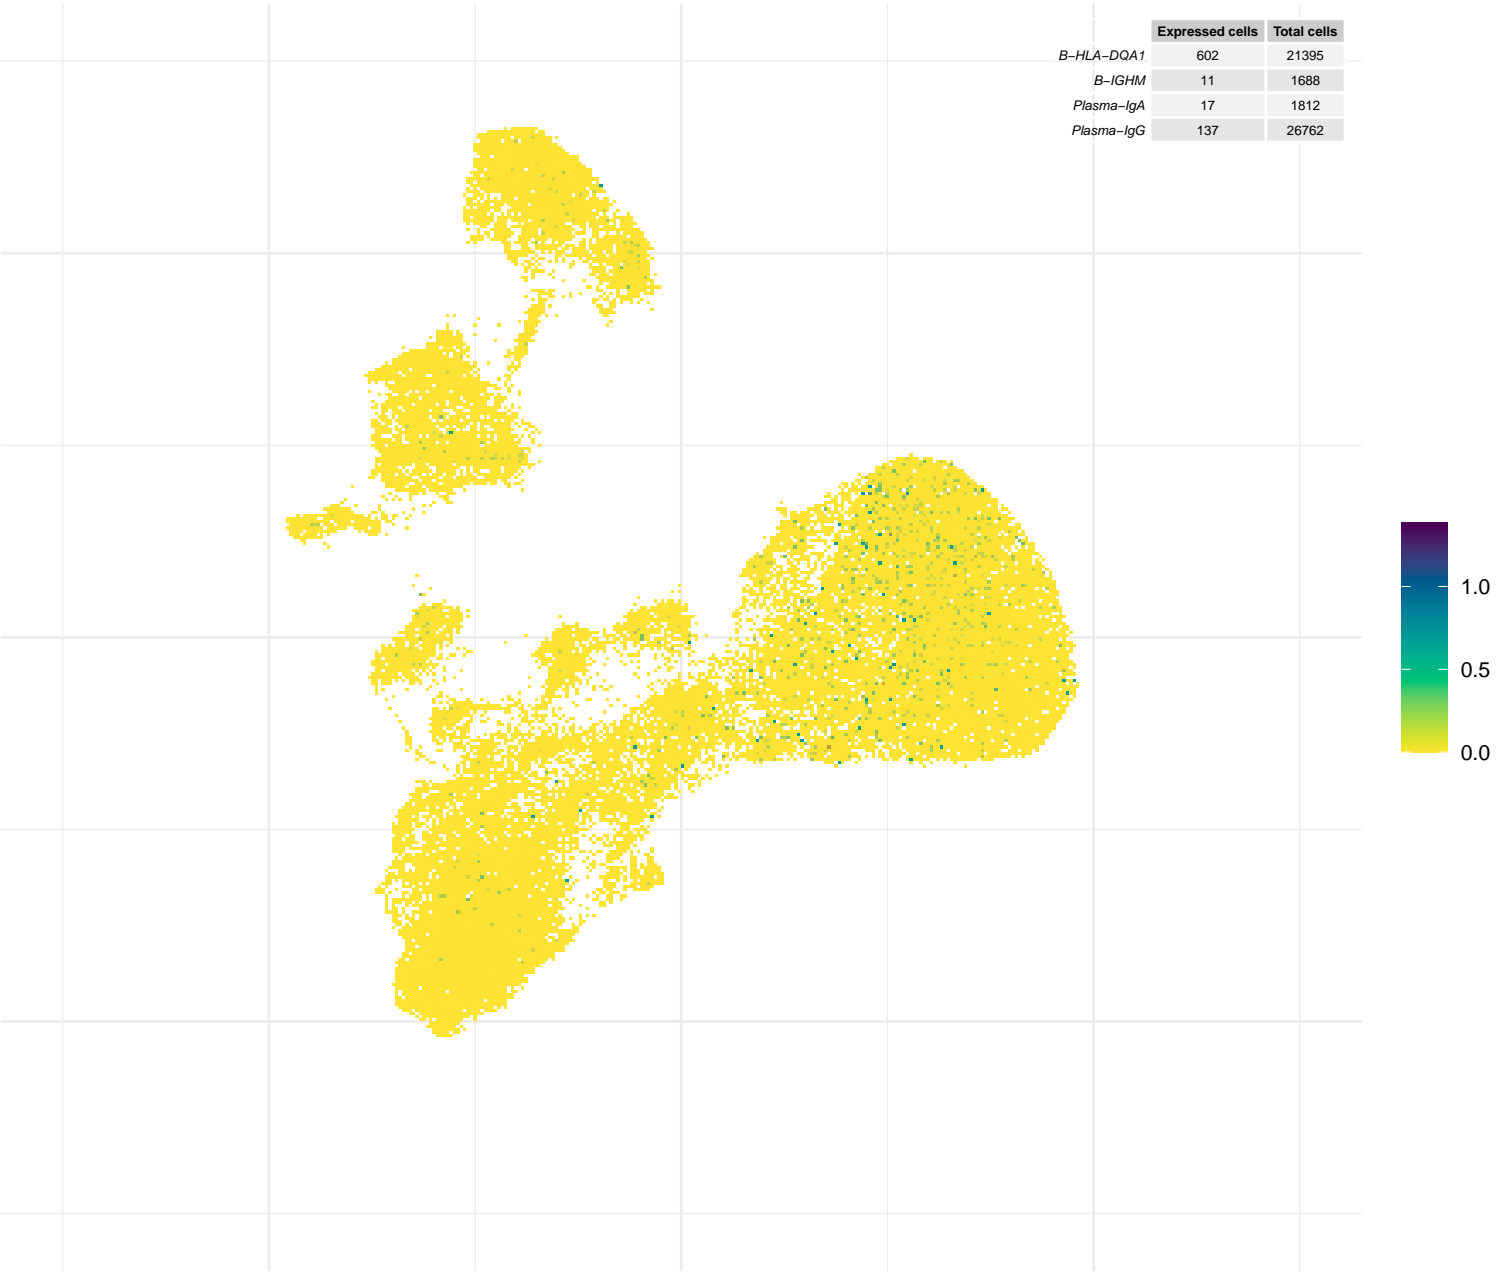 Expressed cells Total cells
B−HLA−DQA1 602 21395
B−IGHM 11 1688
Plasma−IgA 17 1812
Plasma−IgG 137 26762
1.0
0.5
0.0